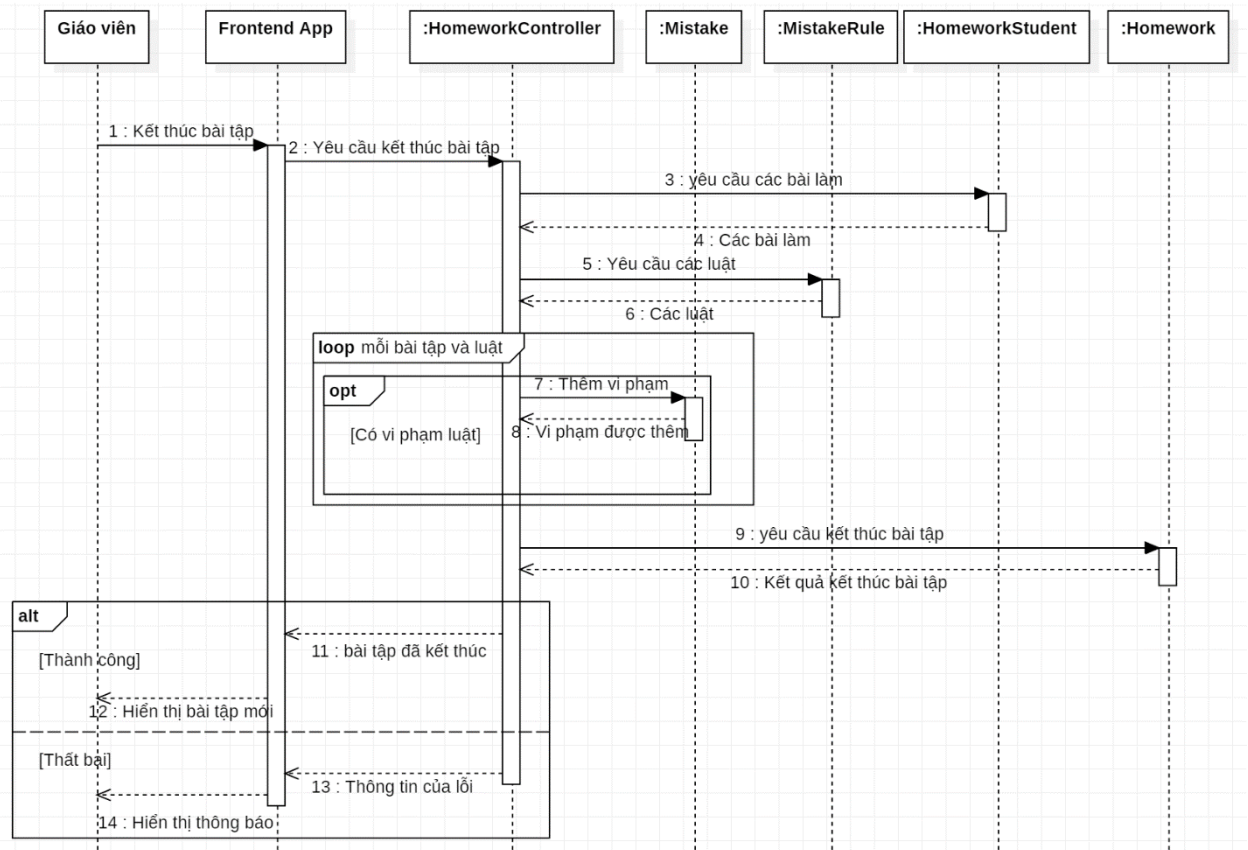 Giáo viên
Frontend App
:HomeworkController
:Mistake
:MistakeRule
:HomeworkStudent
:Homework
1 : Kết thúc bài tập
2 : Yêu cầu kết thúc bài tập
3 : yêu cầu các bài làm
4 : Các bài làm
5 : Yêu cầu các luật
6 : Các luật
loop mỗi bài tập và luật
opt
7 : Thêm vi phạm
[Có vi phạm luật]
8 : Vi phạm được thêm
9 : yêu cầu kết thúc bài tập
10 : Kết quả kết thúc bài tập
alt
11 : bài tập đã kết thúc
[Thành công]
12 : Hiển thị bài tập mới
[Thất bại]
13 : Thông tin của lỗi
14 : Hiển thị thông báo